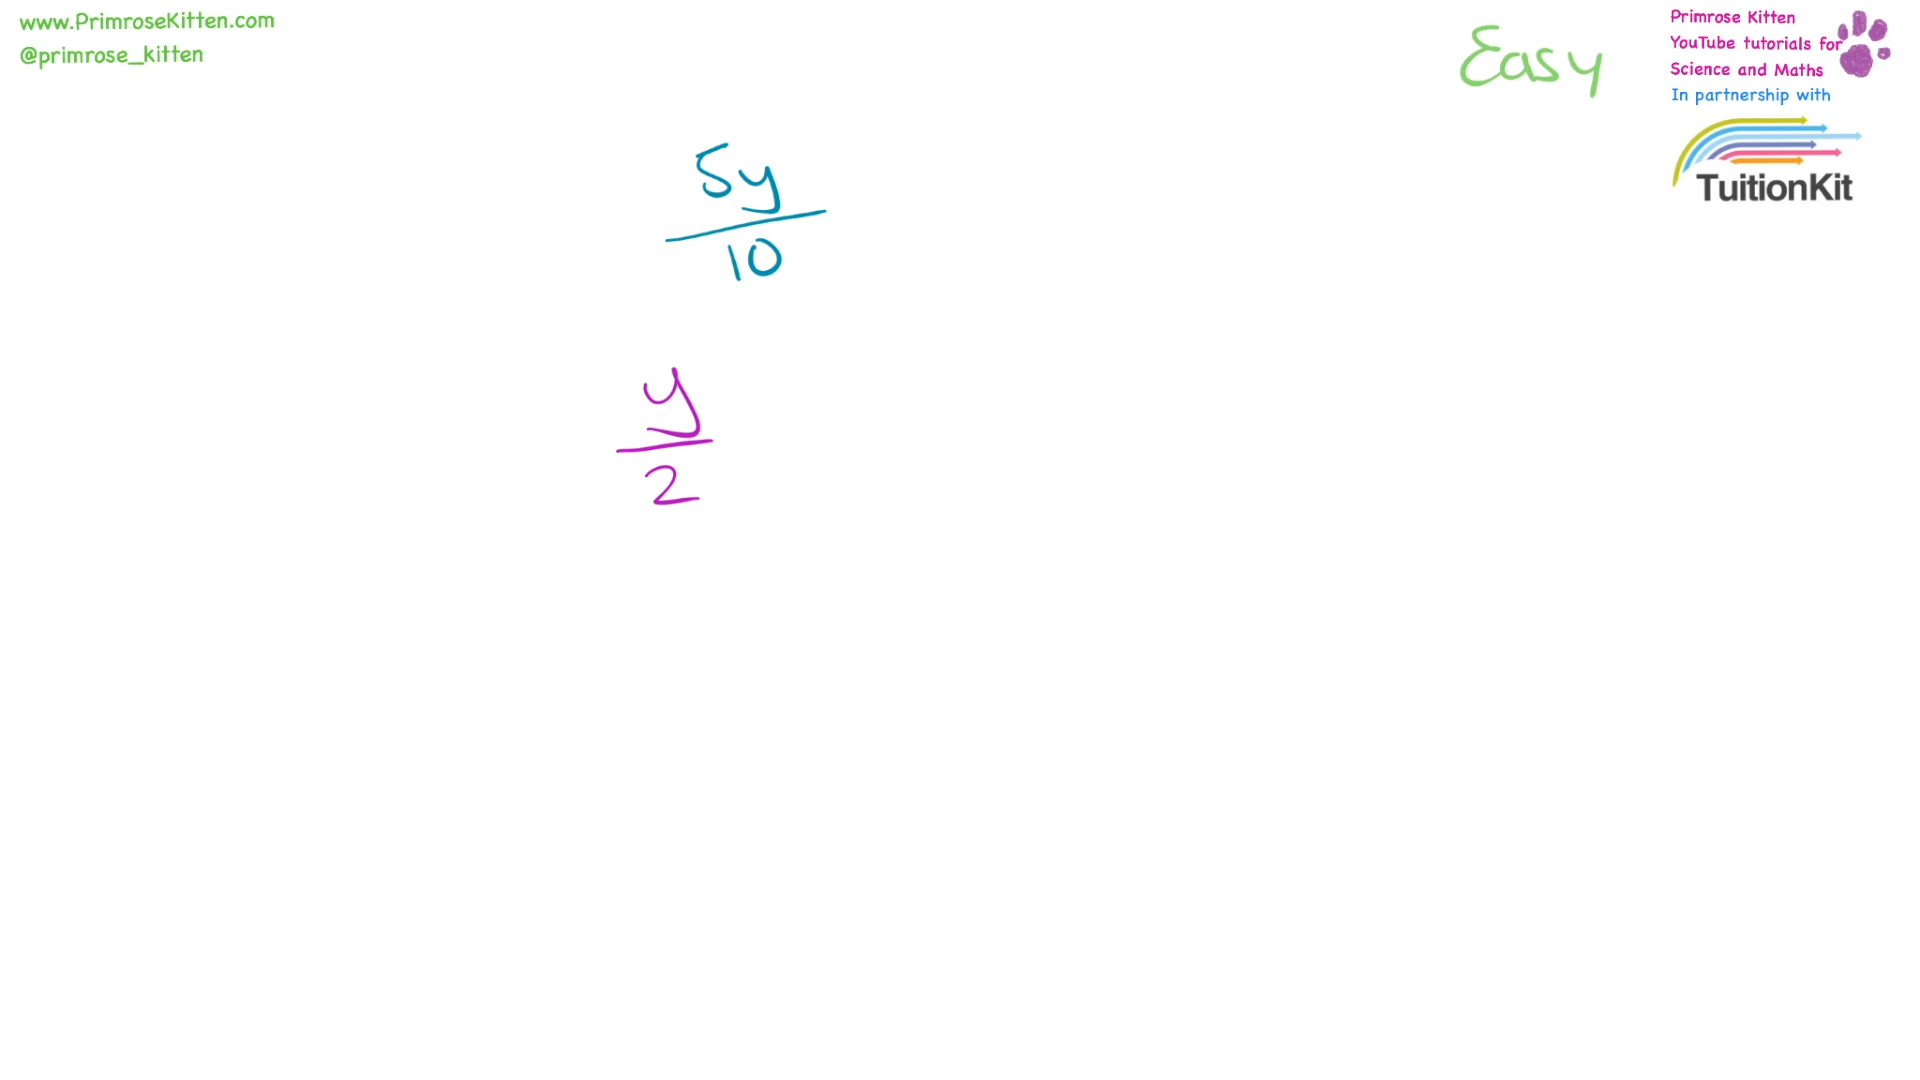 www.PrimroseKitten.com
@primrose_kitten
Easy
Primrose Kitten
YouTube tutorials for
Science and Maths
In partnership with
TuitionKit
5y
10
y
2